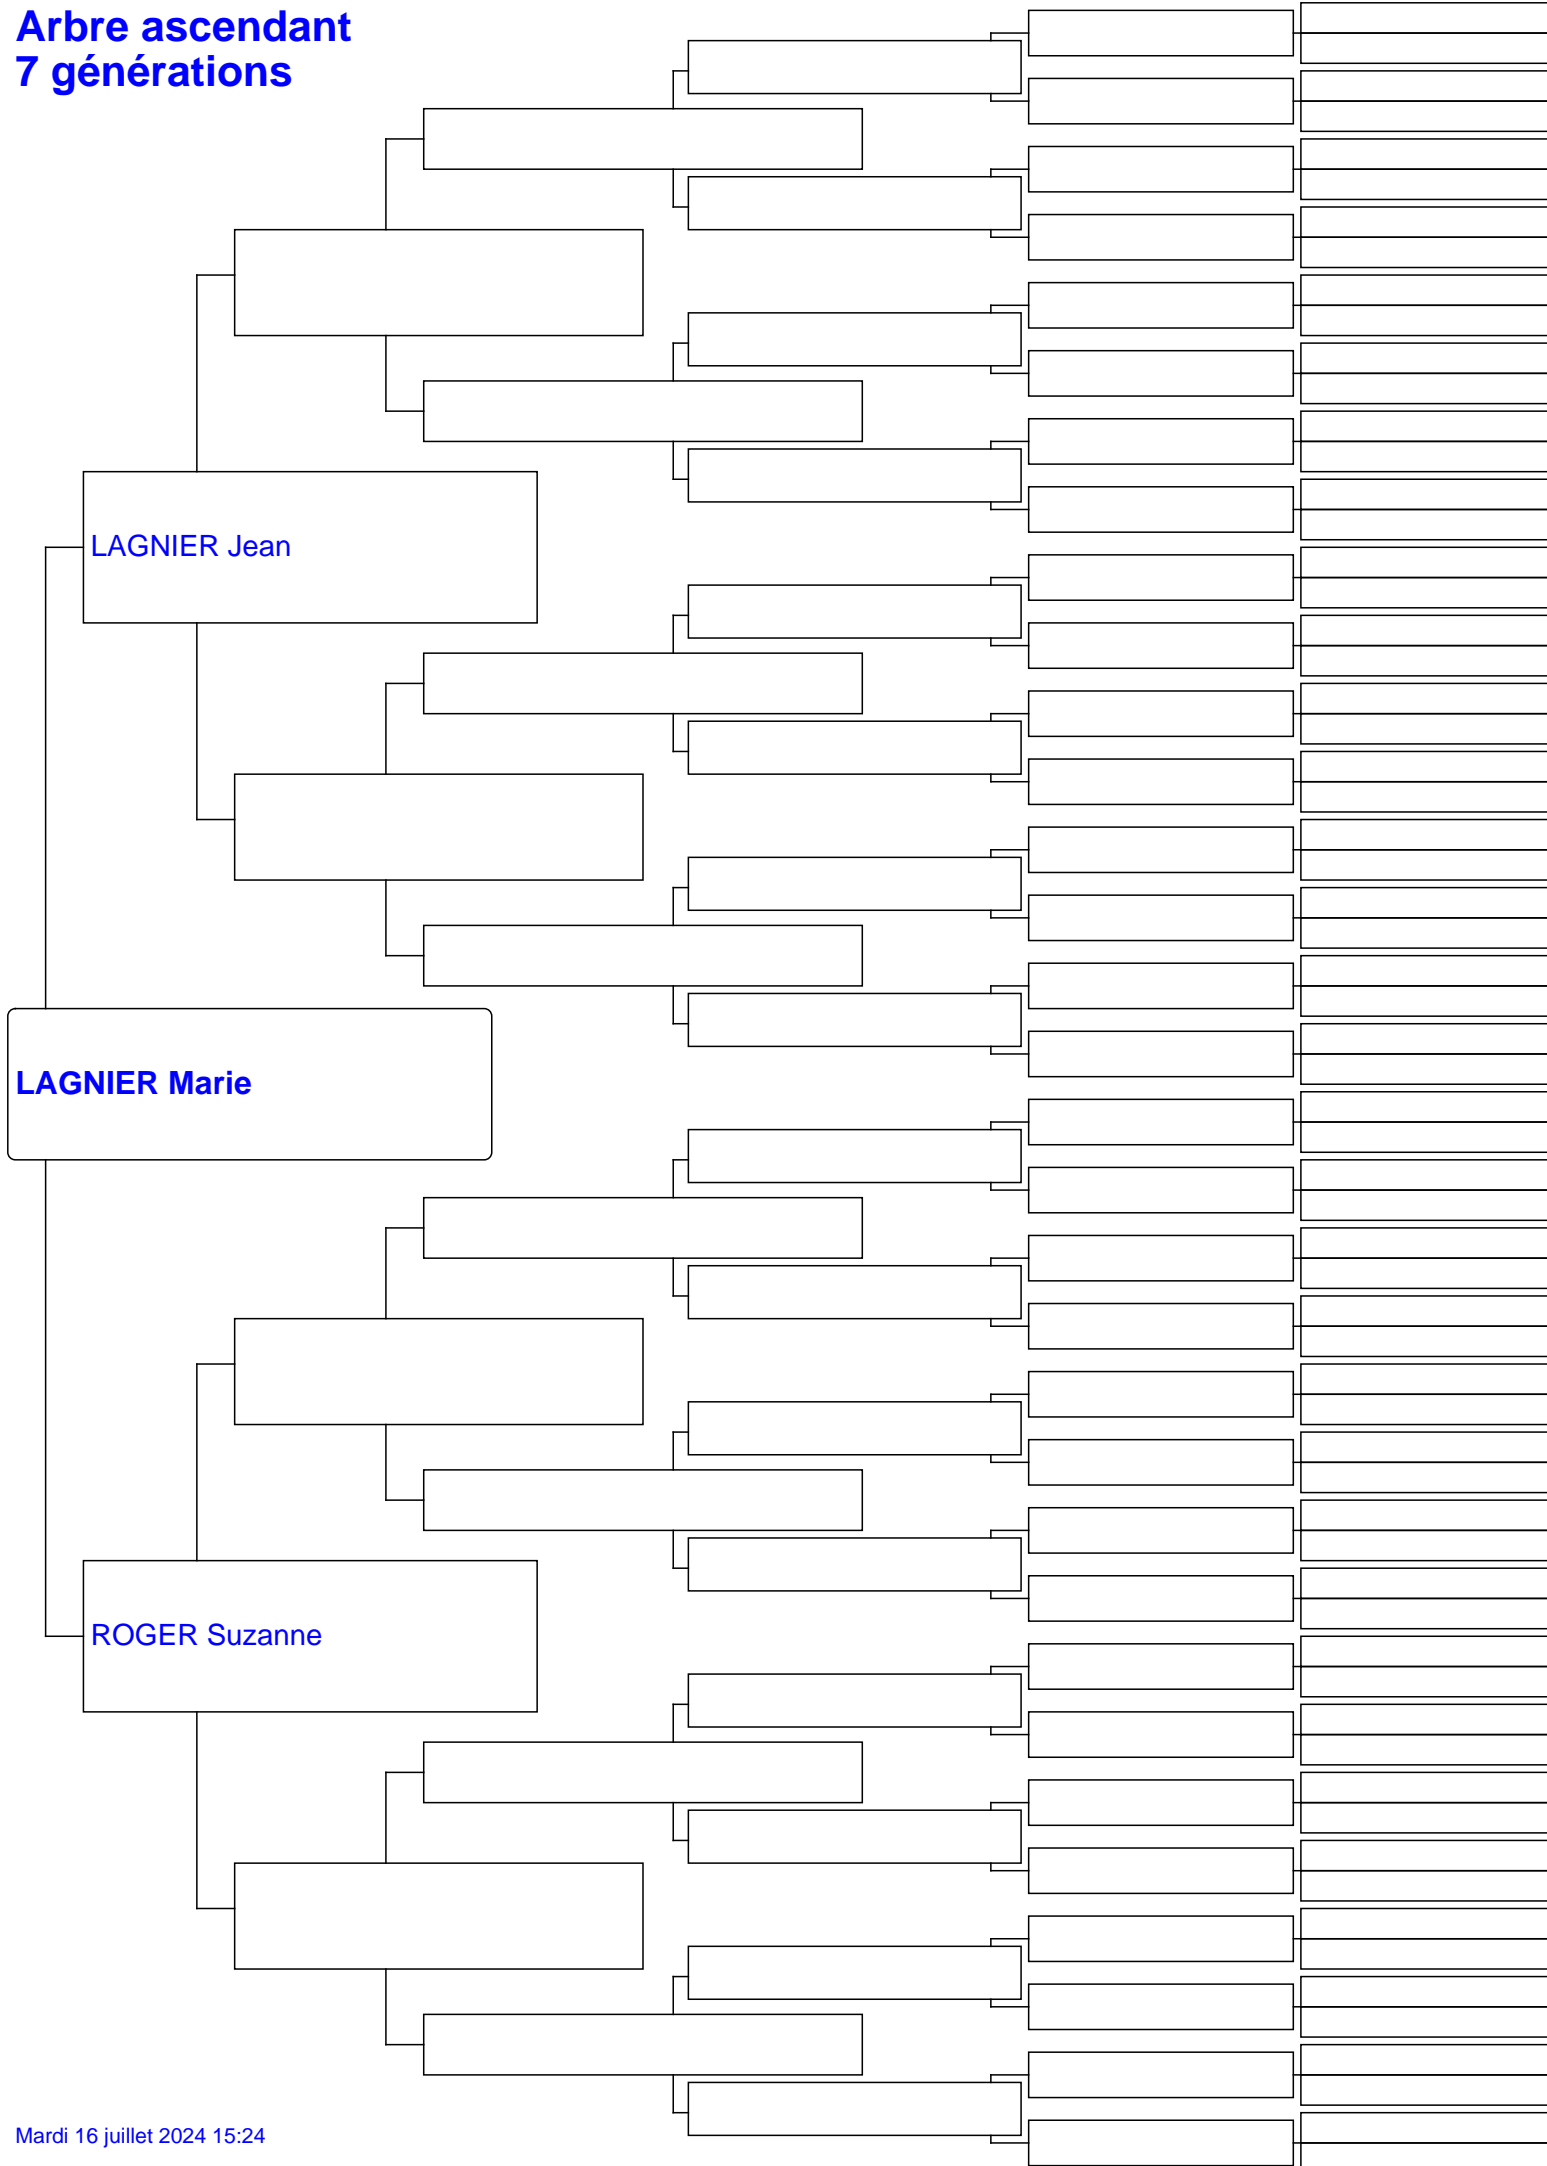 Arbre ascendant
7 générations
LAGNIER Jean
LAGNIER Marie
ROGER Suzanne
Mardi 16 juillet 2024 15:24